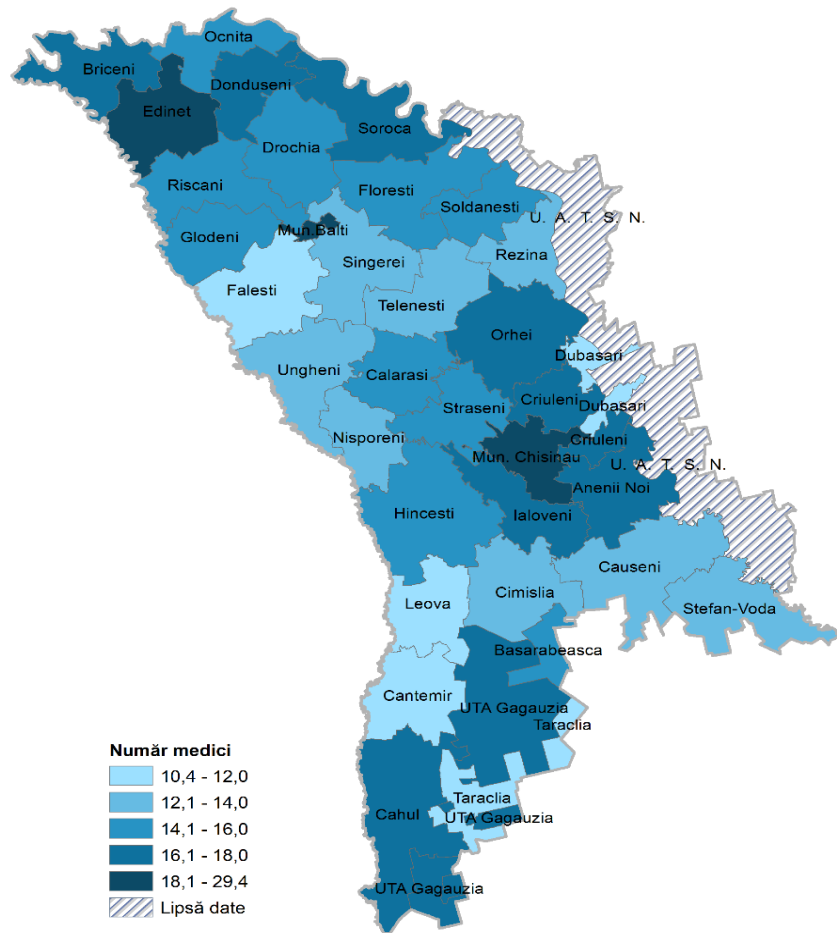 Ocnita
Briceni
Donduseni
Edinet
Soroca
Drochia
Riscani
Floresti
Soldanesti
U. A. T. S. N.
Glodeni
Mun.Balti
Singerei
Rezina
Falesti
Telenesti
Orhei
Dubasari
Ungheni
Calarasi
Criuleni
Dubasari
Straseni
Nisporeni
Criuleni
Mun. Chisinau
U. A. T. S. N.
Anenii Noi
Hincesti
Ialoveni
Causeni
Leova
Cimislia
Stefan-Voda
Basarabeasca
Cantemir
UTA Gagauzia
Taraclia
Taraclia
Cahul
UTA Gagauzia
UTA Gagauzia
Număr medici
10,4 - 12,0
12,1 - 14,0
14,1 - 16,0
16,1 - 18,0
18,1 - 29,4
Lipsă date